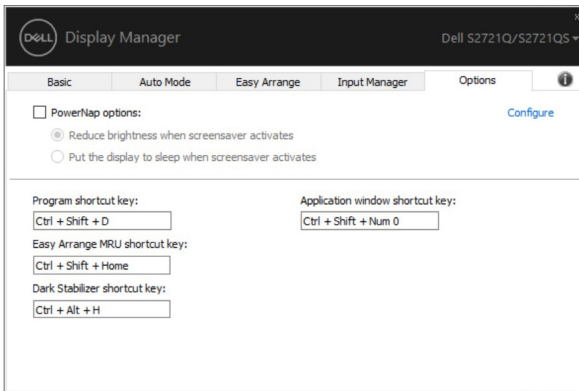 DELL Display Manager
Dell S2721Q/S2721QS
Basic Auto Mode Easy Arrange Input Manager Options
PowerNap options: Configure
Reduce brightness when screensaver activates
Put the display to sleep when screensaver activates
Program shortcut key: Application window shortcut key:
Ctrl + Shift + D Ctrl + Shift + Num 0
Easy Arrange MRU shortcut key:
Ctrl + Shift + Home
Dark Stabilizer shortcut key:
Ctrl + Alt + H